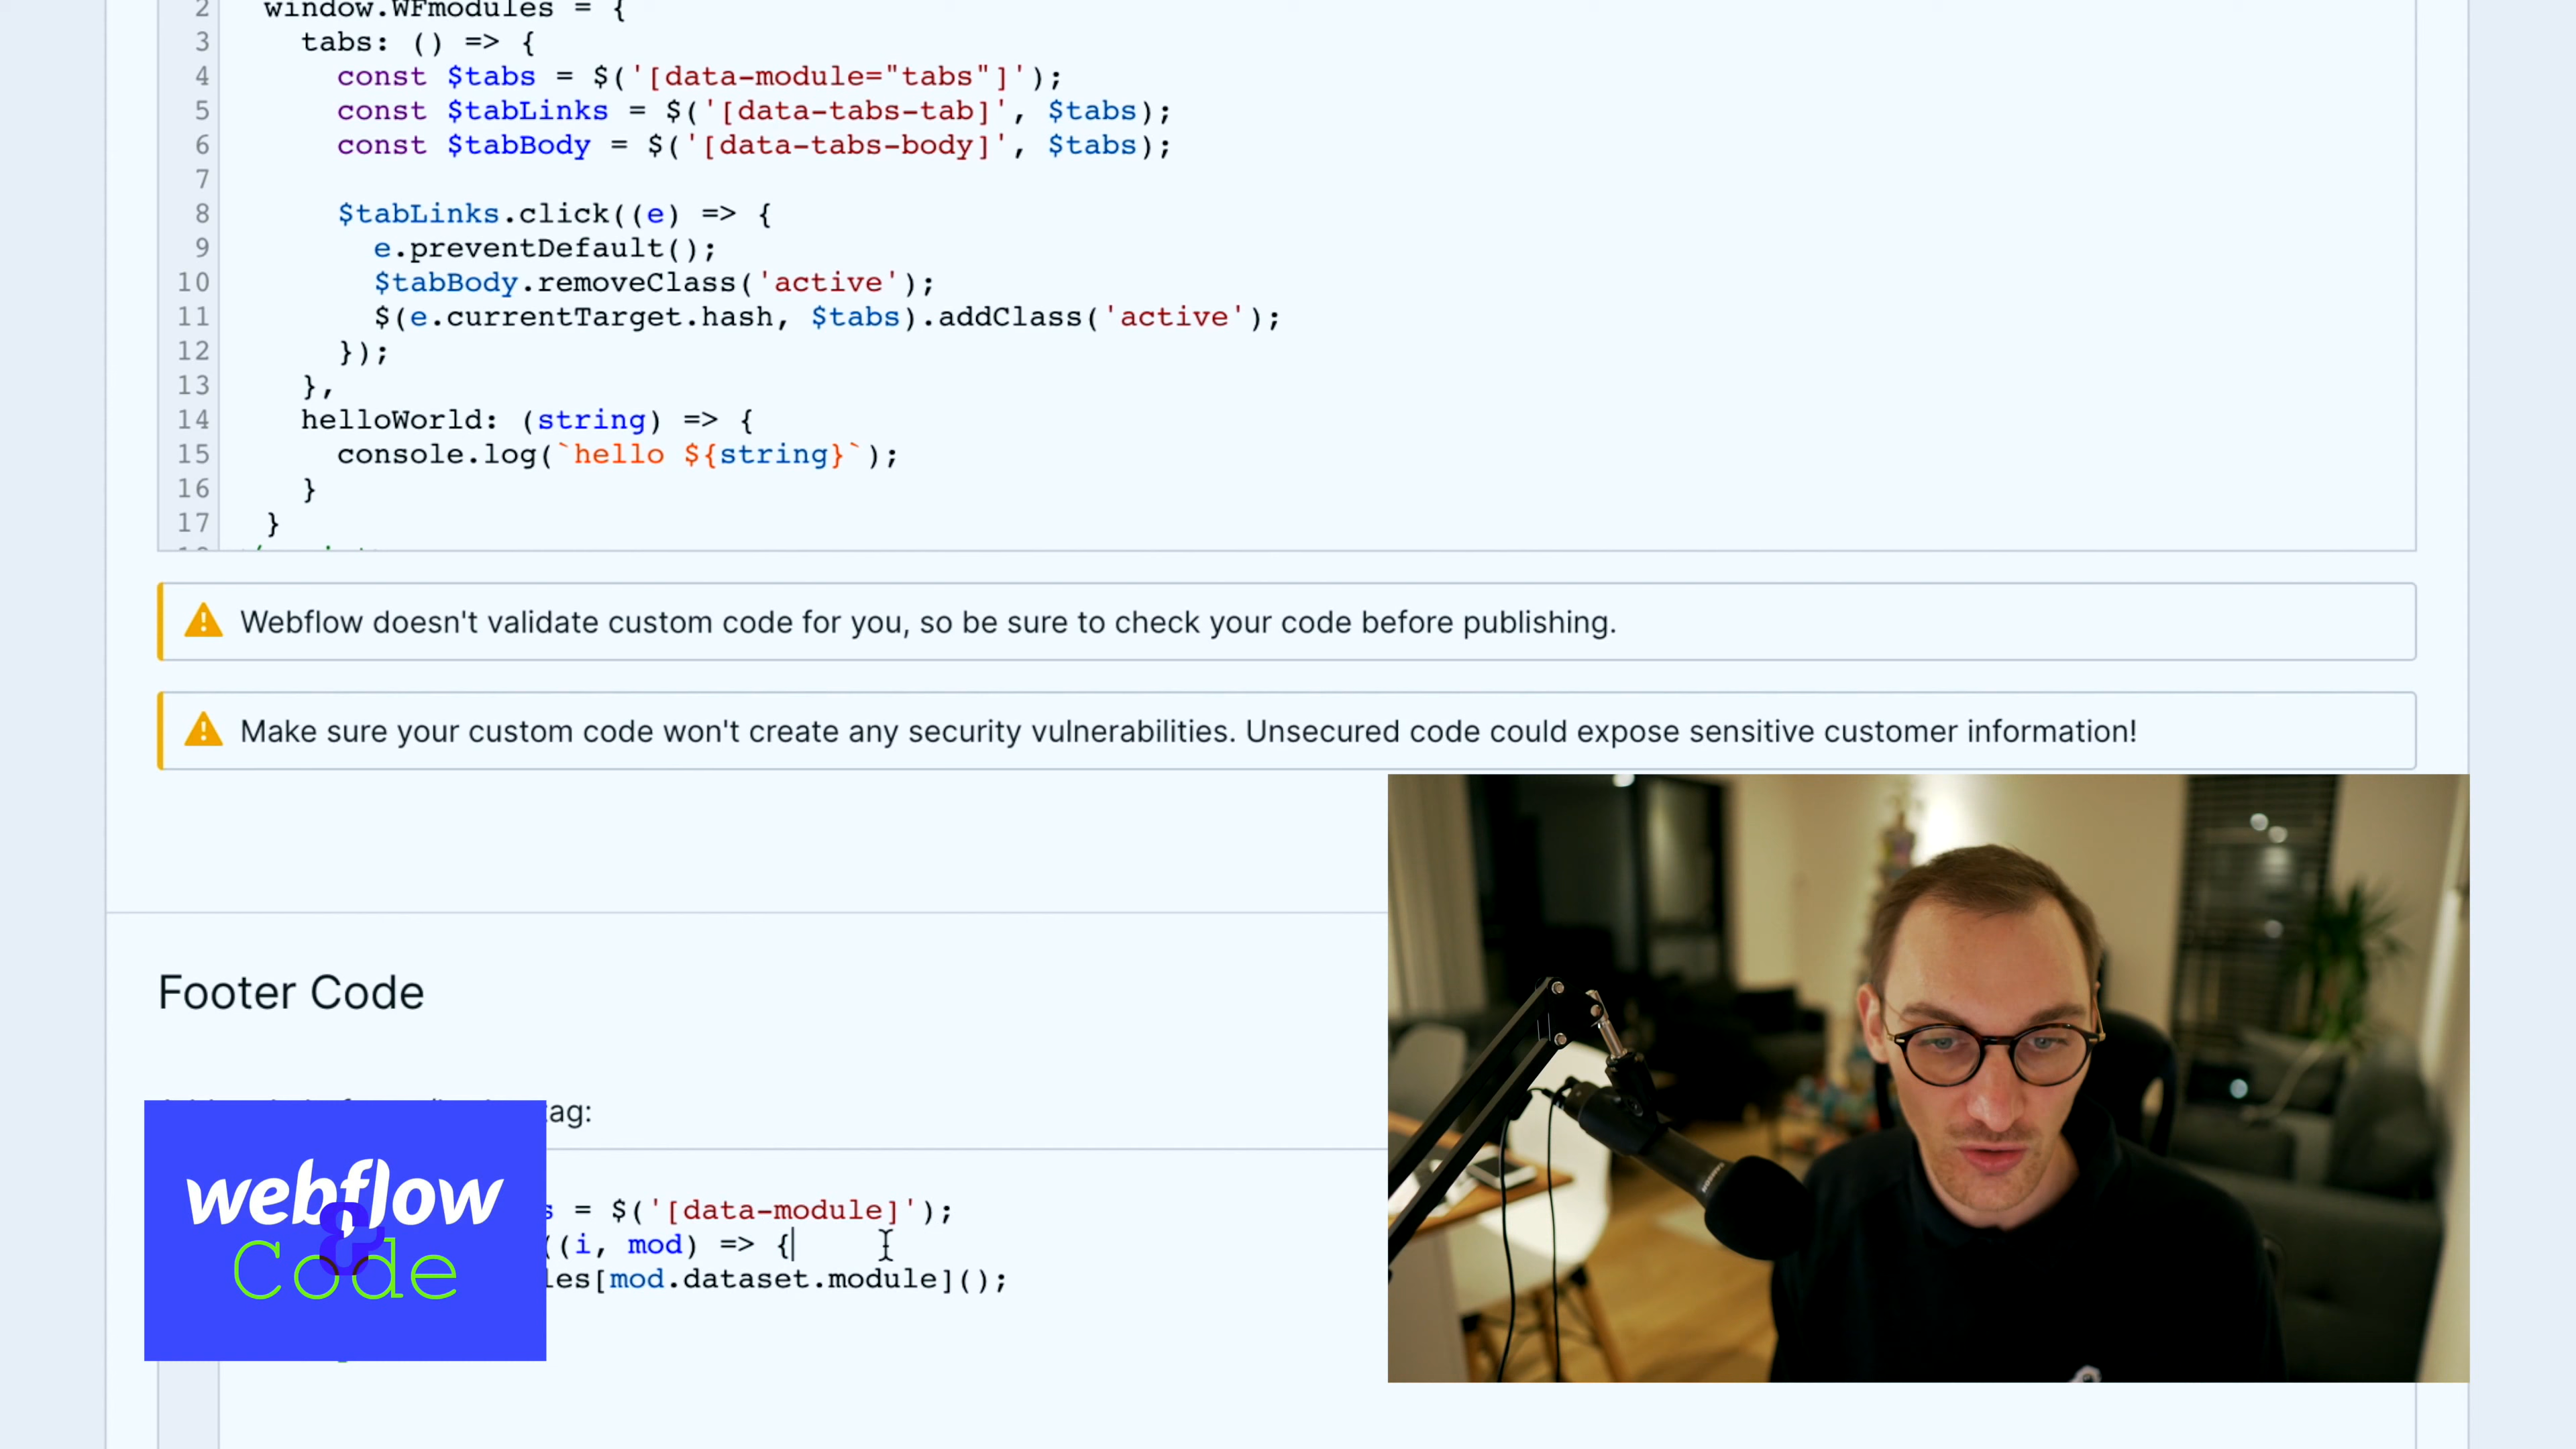 2 window.WFmodules = {
3 tabs: () => {
4 const $tabs = $('[data-module="tabs"]');
5 const $tabLinks = $('[data-tabs-tab]', $tabs);
6 const $tabBody = $('[data-tabs-body]', $tabs);
7
8 $tabLinks.click((e) => {
9 e.preventDefault();
10 $tabBody.removeClass('active');
11 $(e.currentTarget.hash, $tabs).addClass('active');
12 });
13 },
14 helloWorld: (string) => {
15 console.log(`hello ${string}`);
16 }
17 }
Webflow doesn't validate custom code for you, so be sure to check your code before publishing.
Make sure your custom code won't create any security vulnerabilities. Unsecured code could expose sensitive customer information!
Footer Code
tag:
webflow
&
Code
s = $('[data-module]');
((i, mod) => {
les[mod.dataset.module]();